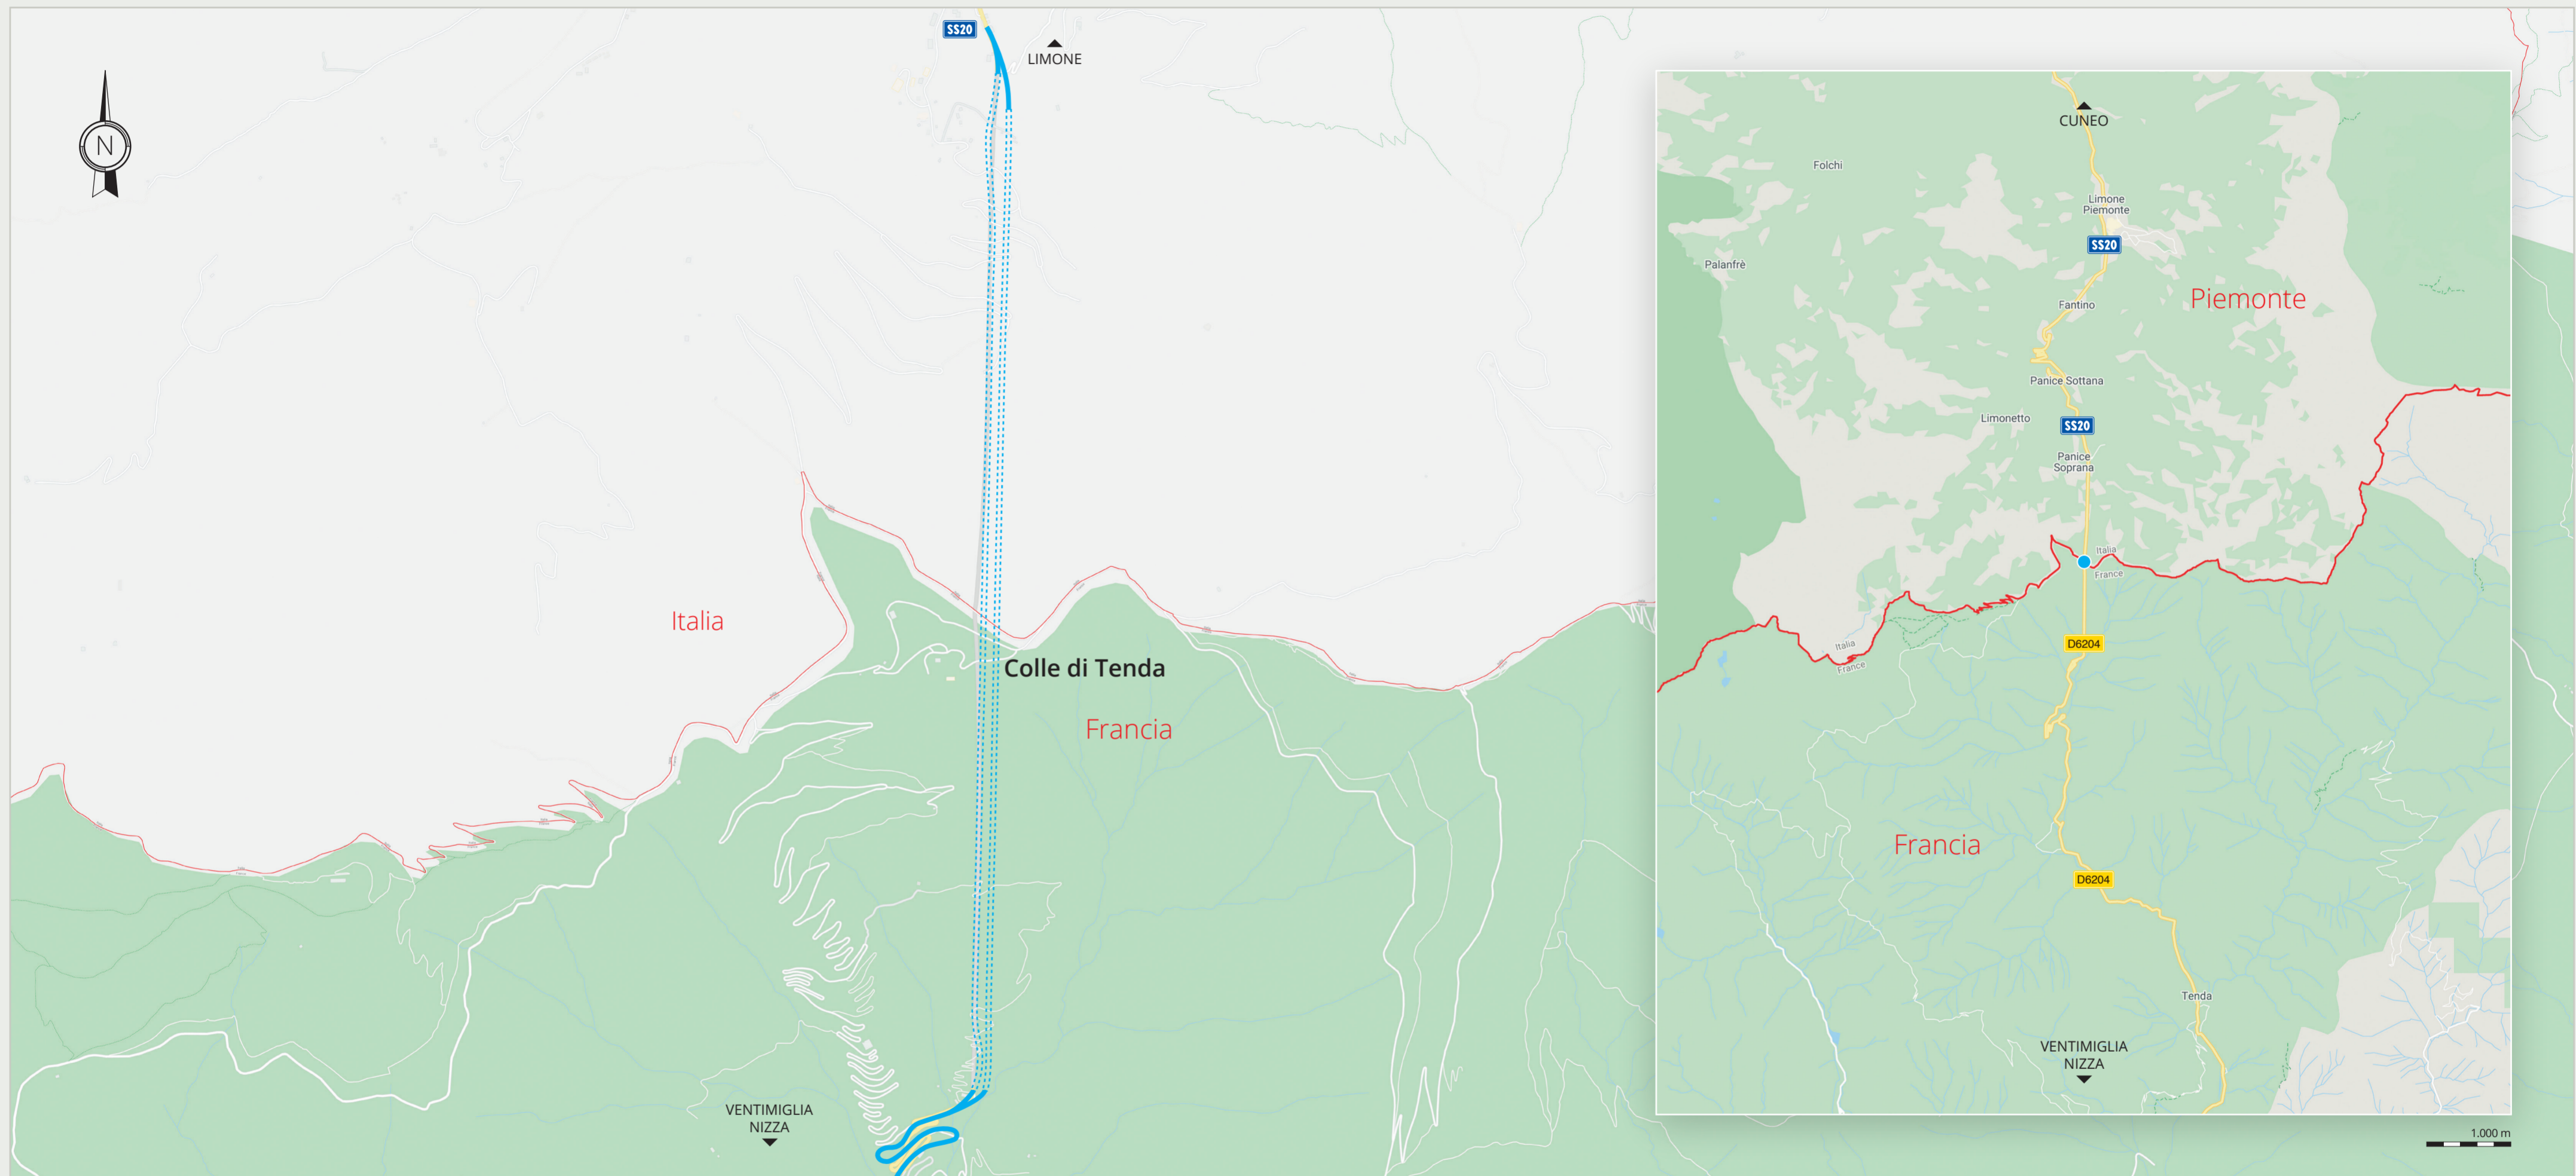 SS20
LIMONE
N
Italia
Colle di Tenda
Francia
VENTIMIGLIA
NIZZA
CUNEO
Folchi
Limone
Piemonte
SS20
Palanfrè
Piemonte
Fantino
Panice Sottana
Limonetto
SS20
Panice
Soprana
Italia
France
Italia
France
D6204
Francia
D6204
Tenda
VENTIMIGLIA
NIZZA
1.000 m